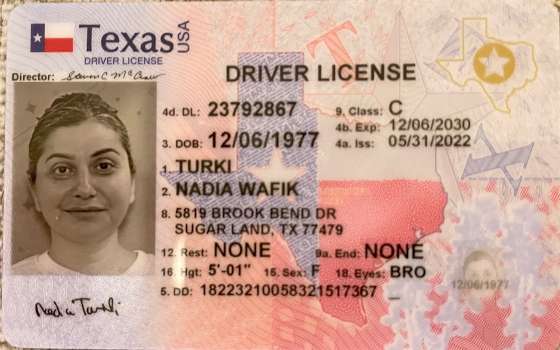 Texas USA
DRIVER LICENSE
Director:
DRIVER LICENSE
4d. DL: 23792867 9. Class: C
4b. Exp: 12/06/2030
3. DOB: 12/06/1977 4a. Iss: 05/31/2022
1. TURKI
2. NADIA WAFIK
8. 5819 BROOK BEND DR
SUGAR LAND, TX 77479
12. Rest: NONE 9a. End: NONE
16. Hgt: 5'-01" 15. Sex: F 18. Eyes: BRO
5. DD: 18223210058321517367
12/06/1977
Nadia Turki